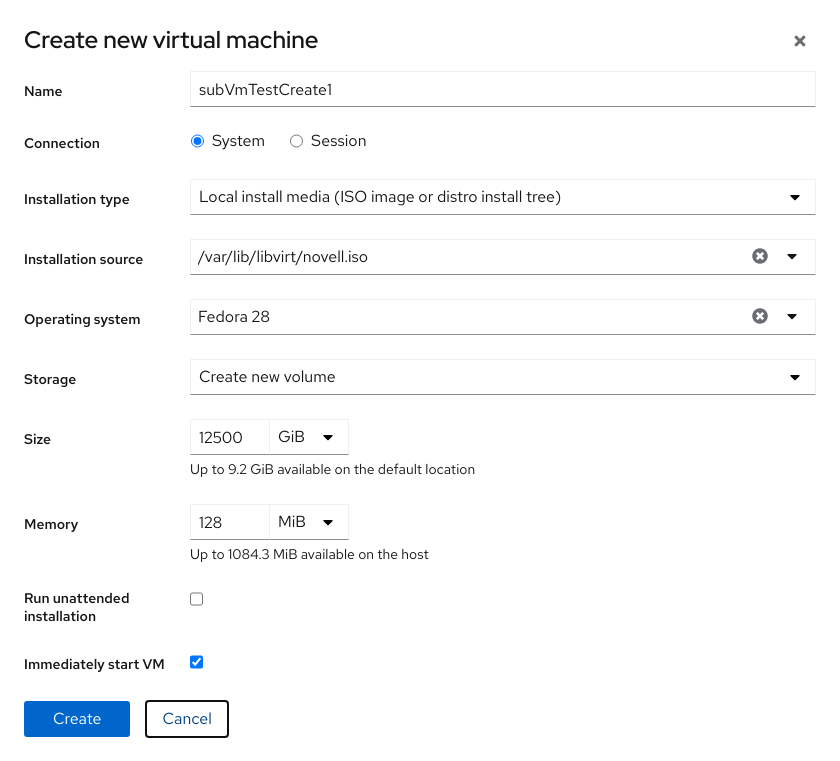 Create new virtual machine
Name
subVmTestCreate1
Connection
System
Session
Installation type
Local install media (ISO image or distro install tree)
Installation source
/var/lib/libvirt/novell.iso
Operating system
Fedora 28
Storage
Create new volume
Size
12500
GiB
Up to 9.2 GiB available on the default location
Memory
128
MiB
Up to 1084.3 MiB available on the host
Run unattended
installation
Immediately start VM
Create
Cancel